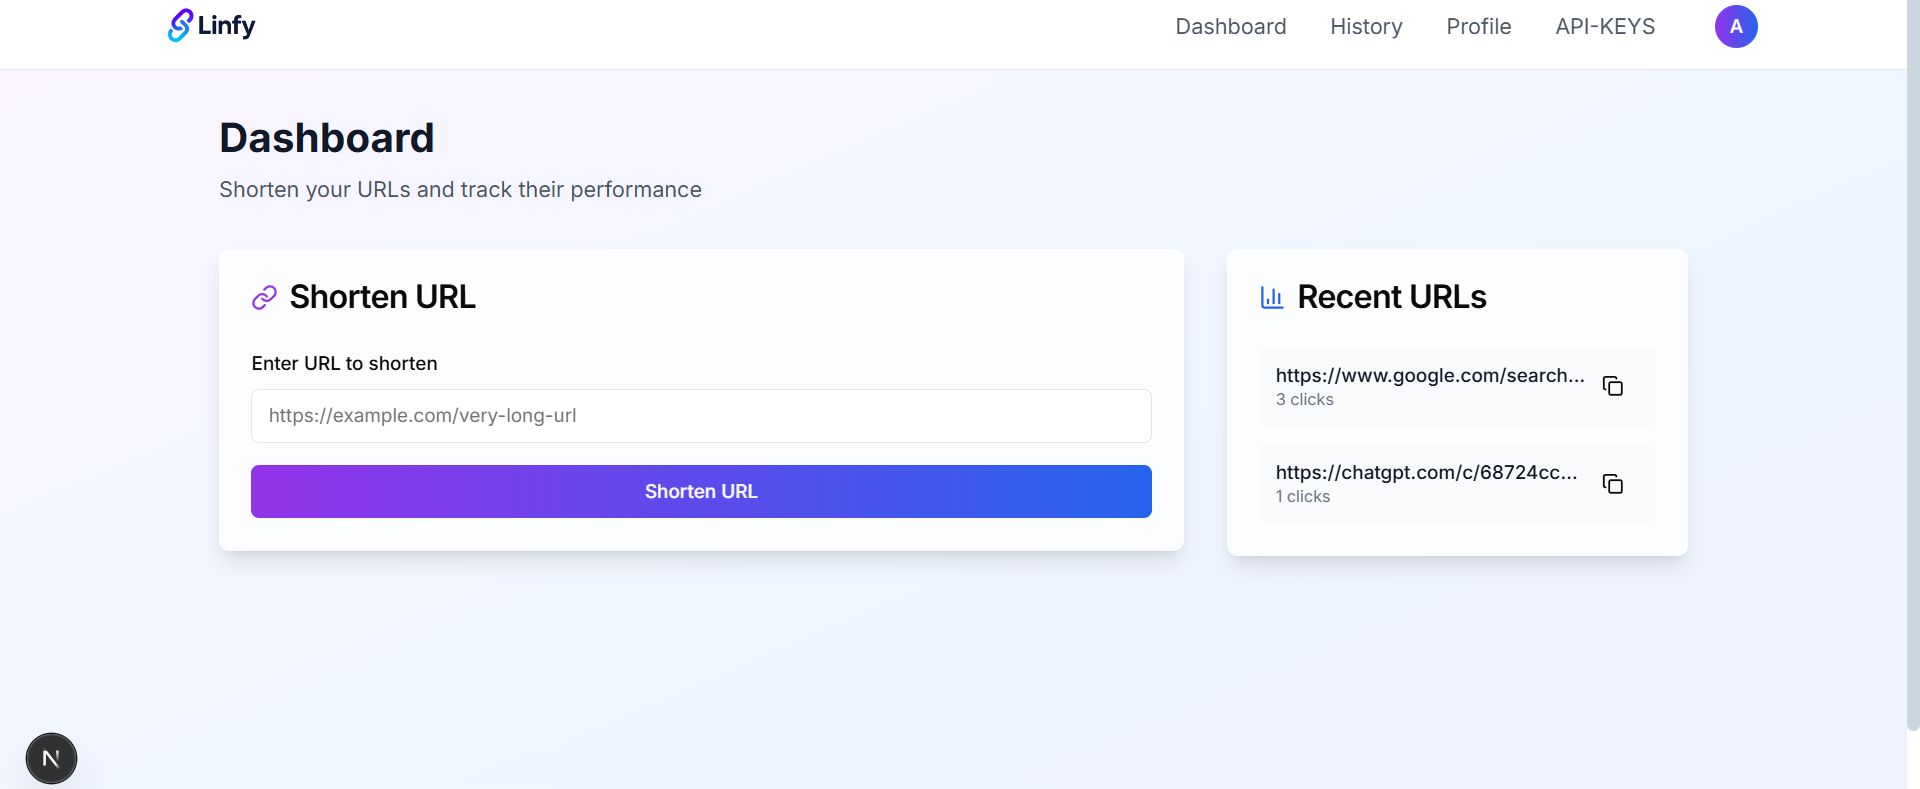 Linfy
Dashboard History Profile API-KEYS A
Dashboard
Shorten your URLs and track their performance
Shorten URL
Enter URL to shorten
https://example.com/very-long-url
Shorten URL
Recent URLs
https://www.google.com/search...
3 clicks
https://chatgpt.com/c/68724cc...
1 clicks
N